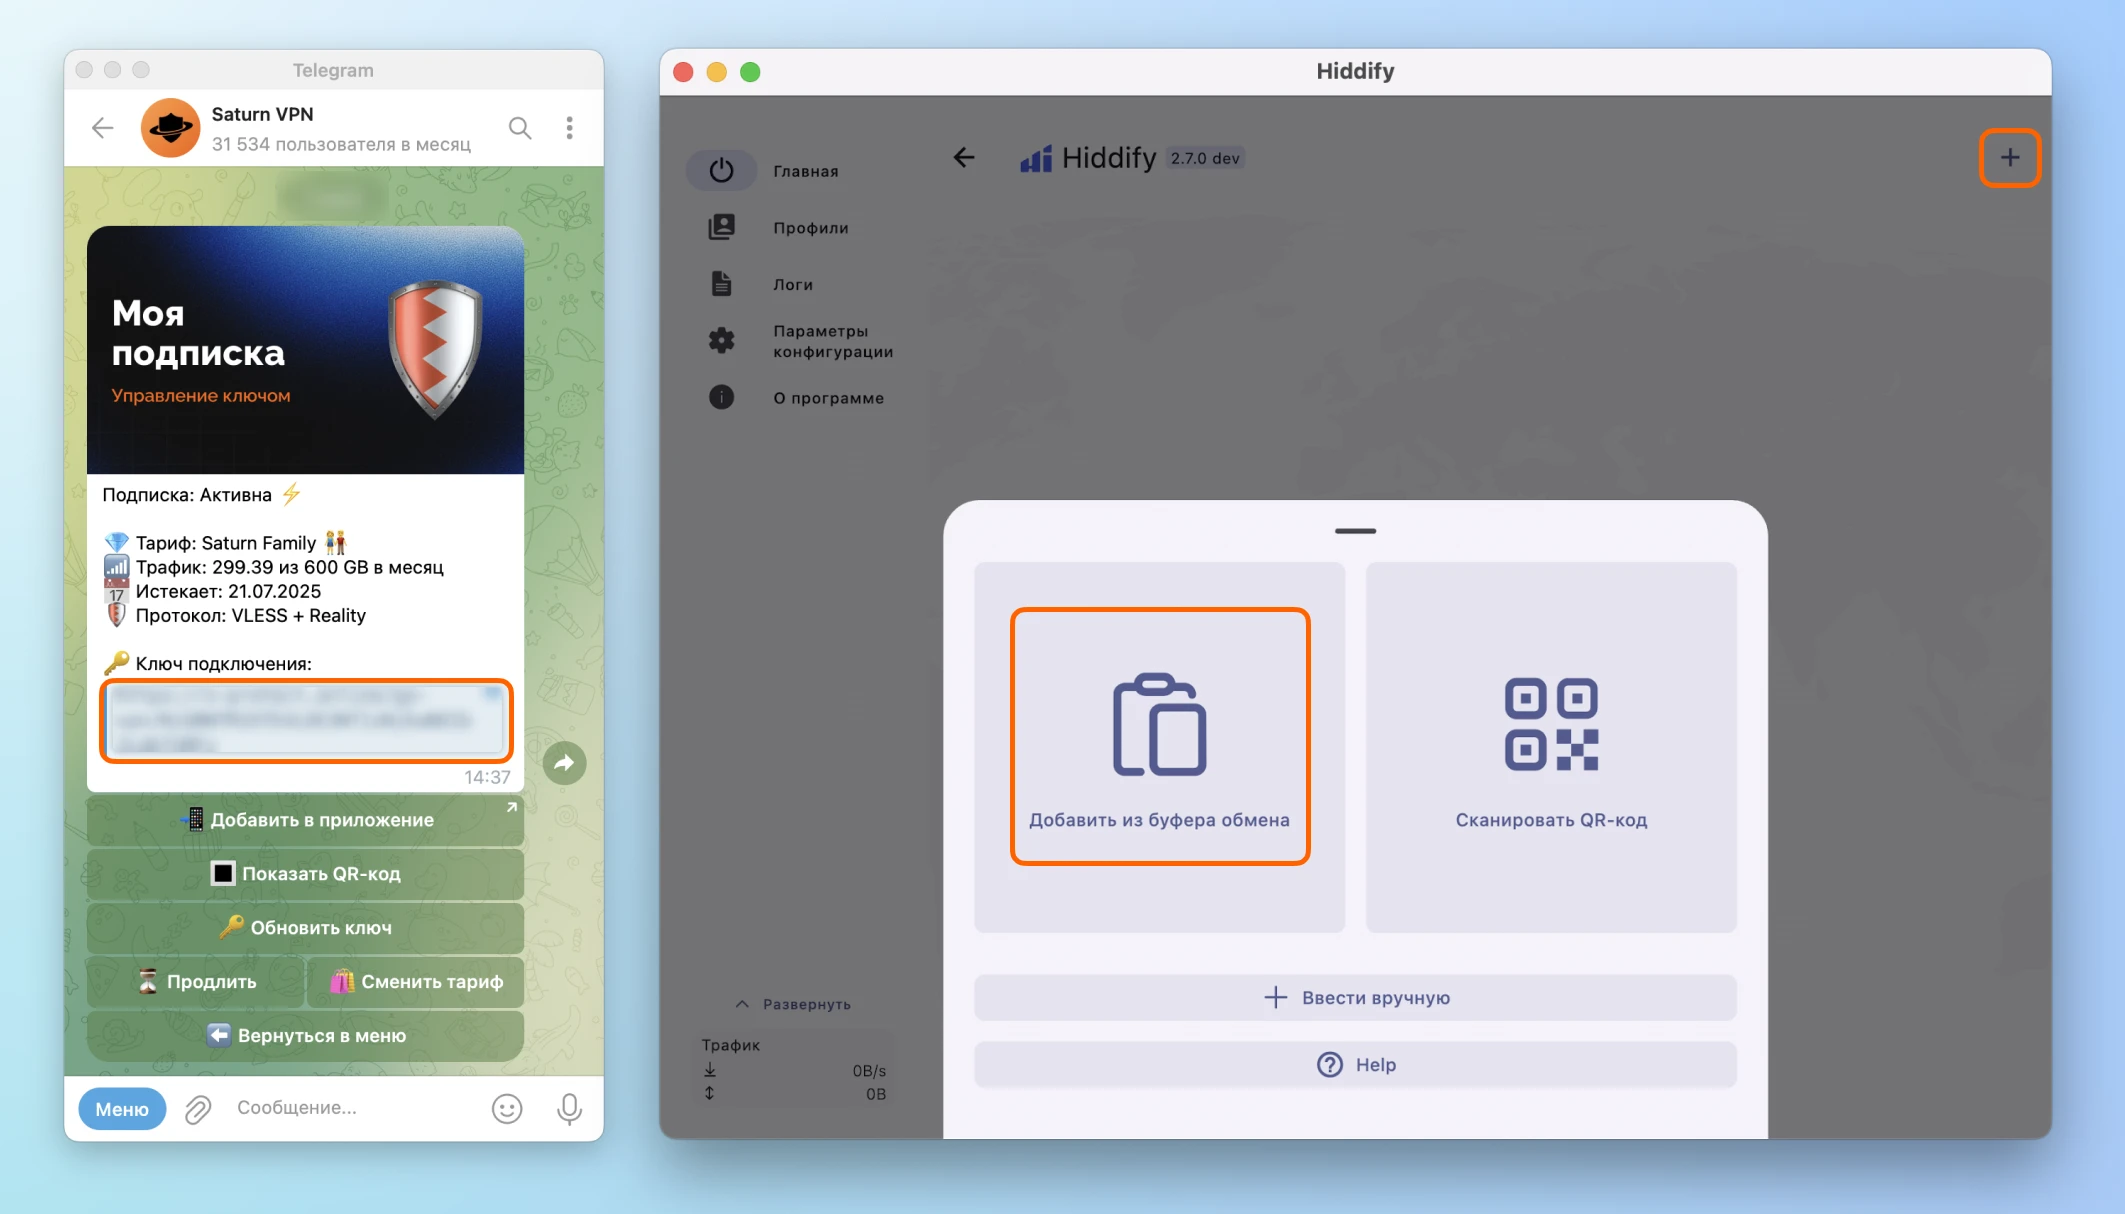 Telegram
Saturn VPN
31 534 пользователя в месяц
Моя
подписка
Управление ключом
Подписка: Активна ⚡
💎 Тариф: Saturn Family 👫
📶 Трафик: 299.39 из 600 GB в месяц
📅 Истекает: 21.07.2025
🛡 Протокол: VLESS + Reality
🔑 Ключ подключения:
14:37
📲 Добавить в приложение
🔳 Показать QR-код
🔑 Обновить ключ
⏳ Продлить
🛍 Сменить тариф
⬅️ Вернуться в меню
Меню
Сообщение...
Hiddify
Hiddify 2.7.0 dev
Главная
Профили
Логи
Параметры
конфигурации
О программе
Добавить из буфера обмена
Сканировать QR-код
Ввести вручную
Help
Развернуть
Трафик
0B/s
0B